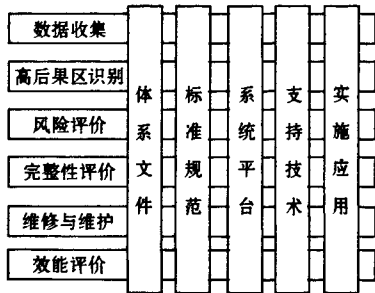 数据收集
高后果区识别
风险评价
完整性评价
维修与维护
效能评价
体系文件
标准规范
系统平台
支持技术
实施应用